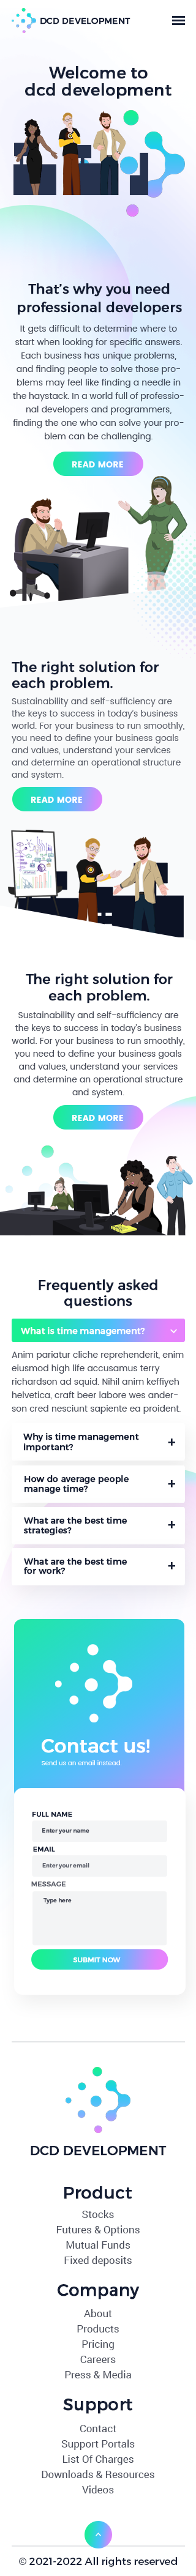 DCD DEVELOPMENT
Welcome to
dcd development
That's why you need
professional developers
It gets difficult to determine where to
start when looking for specific answers.
Each business has unique problems,
and finding people to solve those pro-
blems may feel like finding a needle in
the haystack. In a world full of professio-
nal developers and programmers,
finding the one who can solve your pro-
blem can be challenging.
READ MORE
The right solution for
each problem.
Sustainability and self-sufficiency are
the keys to success in today's business
world. For your business to run smoothly,
you need to define your business goals
and values, understand your services
and determine an operational structure
and system.
READ MORE
The right solution for
each problem.
Sustainability and self-sufficiency are
the keys to success in today's business
world. For your business to run smoothly,
you need to define your business goals
and values, understand your services
and determine an operational structure
and system.
READ MORE
Frequently asked
questions
What is time management?
Anim pariatur cliche reprehenderit, enim
eiusmod high life accusamus terry
richardson ad squid. Nihil anim keffiyeh
helvetica, craft beer labore wes ander-
son cred nesciunt sapiente ea proident.
Why is time management
important?
How do average people
manage time?
What are the best time
strategies?
What are the best time
for work?
Contact us!
Send us an email instead.
FULL NAME
Enter your name
EMAIL
Enter your email
MESSAGE
Type here
SUBMIT NOW
DCD DEVELOPMENT
Product
Stocks
Futures & Options
Mutual Funds
Fixed deposits
Company
About
Products
Pricing
Careers
Press & Media
Support
Contact
Support Portals
List Of Charges
Downloads & Resources
Videos
© 2021-2022 All rights reserved